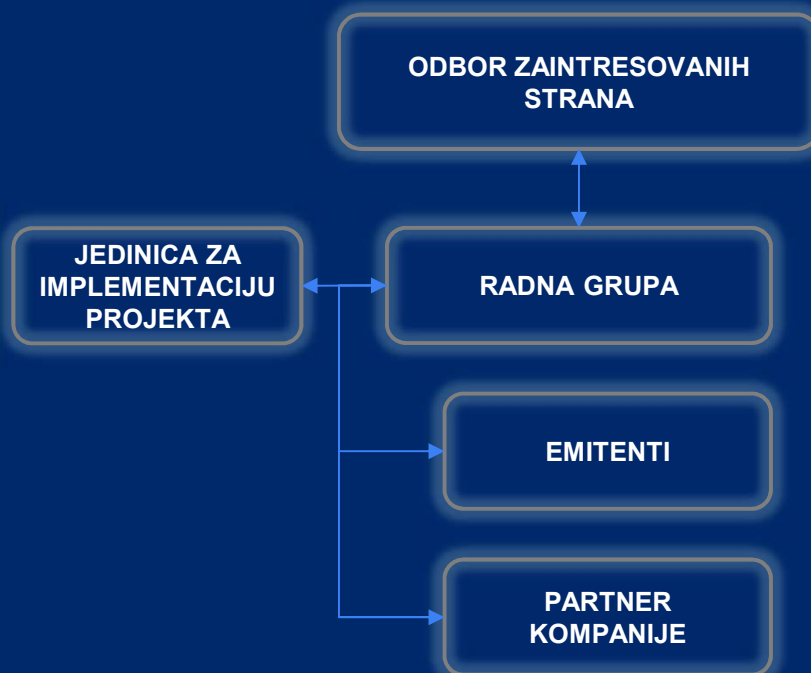 ODBOR ZAINTRESOVANIH
STRANA
JEDINICA ZA
IMPLEMENTACIJU
PROJEKTA
RADNA GRUPA
EMITENTI
PARTNER
KOMPANIJE